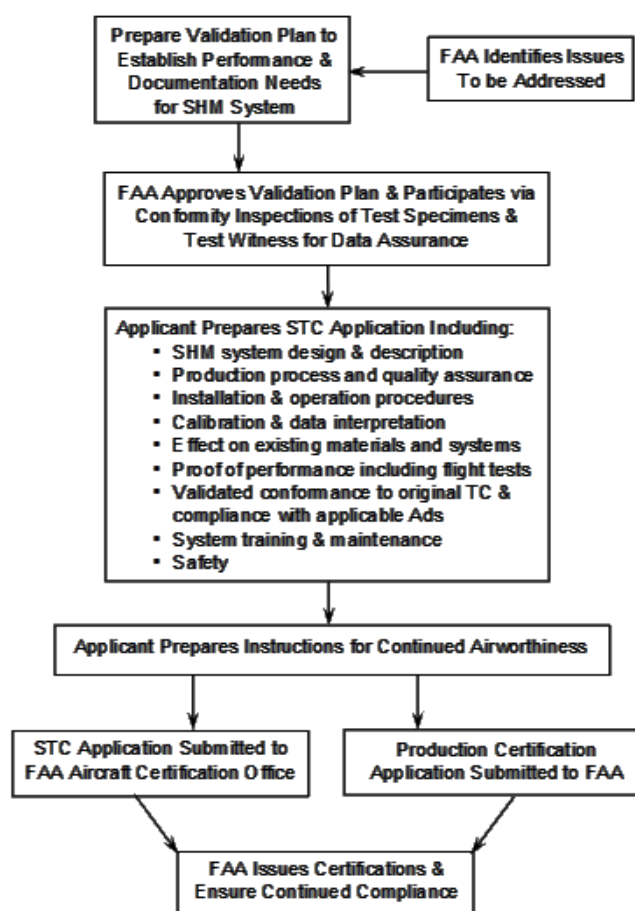 Prepare Validation Plan to
Establish Performance &
Documentation Needs
for SHM System
FAA Identifies Issues
To be Addressed
FAA Approves Validation Plan & Participates via
Conformity Inspections of Test Specimens &
Test Witness for Data Assurance
Applicant Prepares STC Application Including:
▪ SHM system design & description
▪ Production process and quality assurance
▪ Installation & operation procedures
▪ Calibration & data interpretation
▪ Effect on existing materials and systems
▪ Proof of performance including flight tests
▪ Validated conformance to original TC &
compliance with applicable Ads
▪ System training & maintenance
▪ Safety
Applicant Prepares Instructions for Continued Airworthiness
STC Application Submitted to
FAA Aircraft Certification Office
Production Certification
Application Submitted to FAA
FAA Issues Certifications &
Ensure Continued Compliance